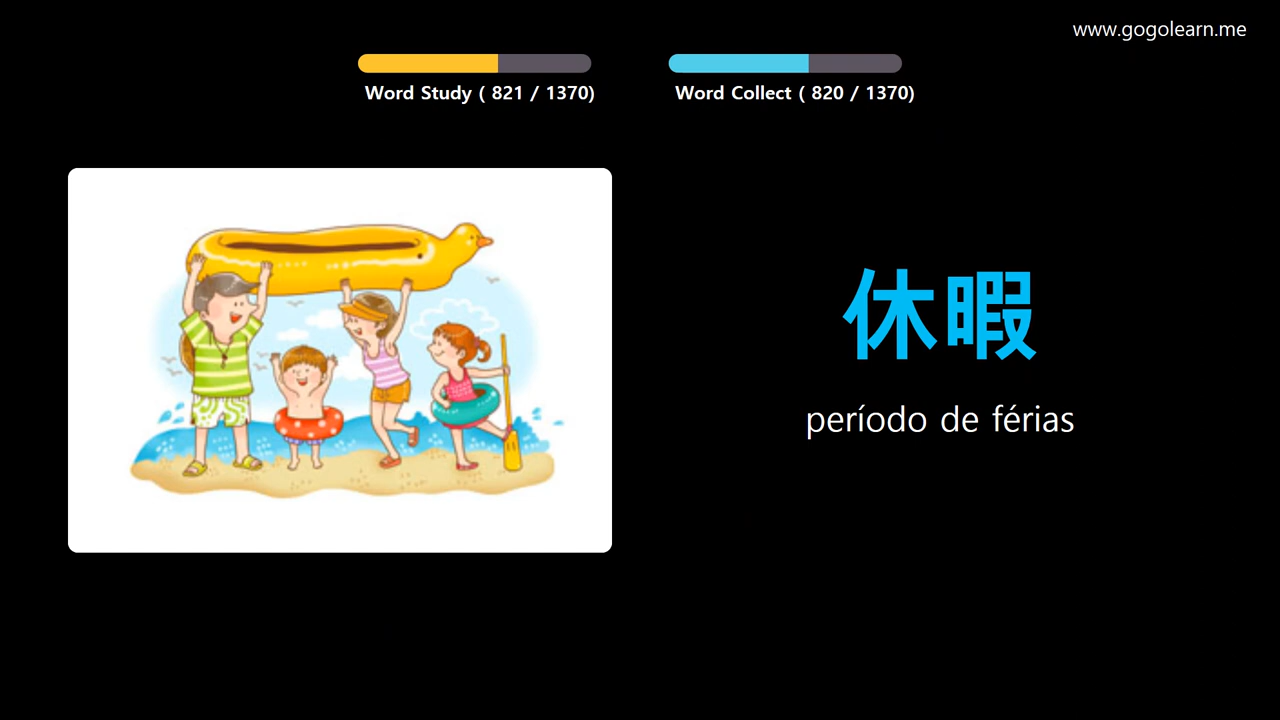 www.gogolearn.me
Word Study ( 821 / 1370)
Word Collect ( 820 / 1370)
休暇
período de férias